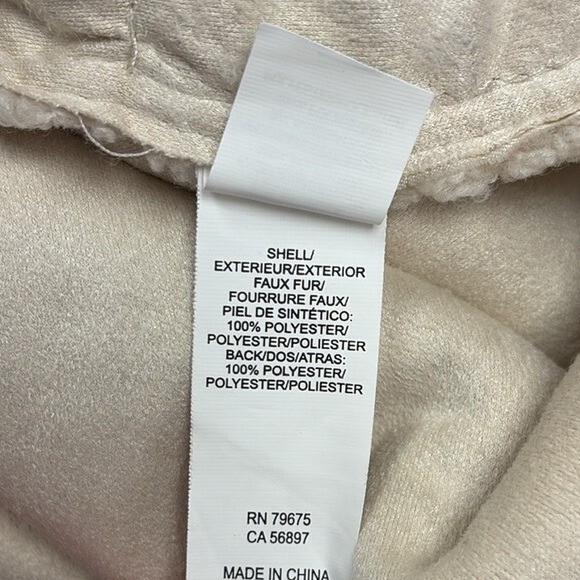 SHELL/
EXTERIEUR/EXTERIOR
FAUX FUR/
FOURRURE FAUX/
PIEL DE SINTÉTICO:
100% POLYESTER/
POLYESTER/POLIESTER
BACK/DOS/ATRAS:
100% POLYESTER/
POLYESTER/POLIESTER
RN 79675
CA 56897
MADE IN CHINA